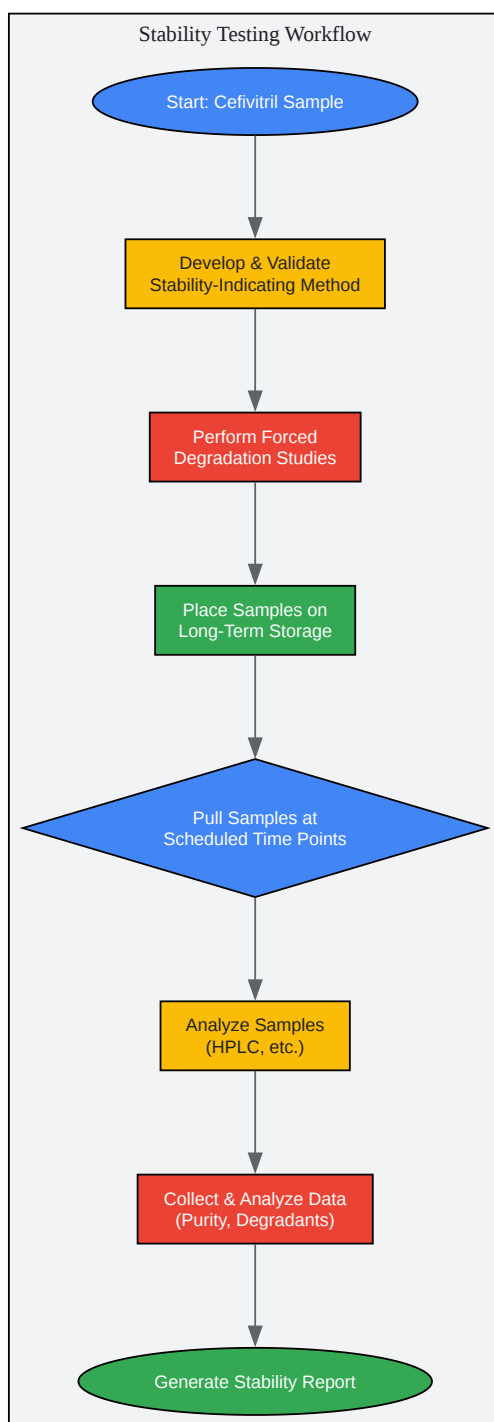 Stability Testing Workflow
Start: Cefivitril Sample
Develop & Validate
Stability-Indicating Method
Perform Forced
Degradation Studies
Place Samples on
Long-Term Storage
Pull Samples at
Scheduled Time Points
Analyze Samples
(HPLC, etc.)
Collect & Analyze Data
(Purity, Degradants)
Generate Stability Report